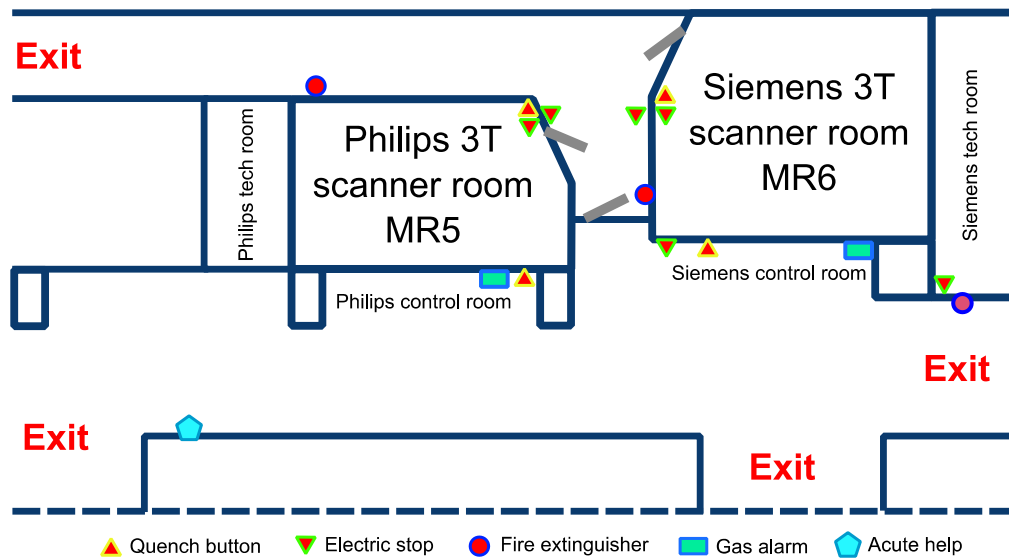 Exit
Siemens 3T
scanner room
MR6
Philips 3T
scanner room
MR5
Philips tech room
Siemens tech room
Siemens control room
Philips control room
Exit
Exit
Exit
Quench button
Electric stop
Fire extinguisher
Gas alarm
Acute help